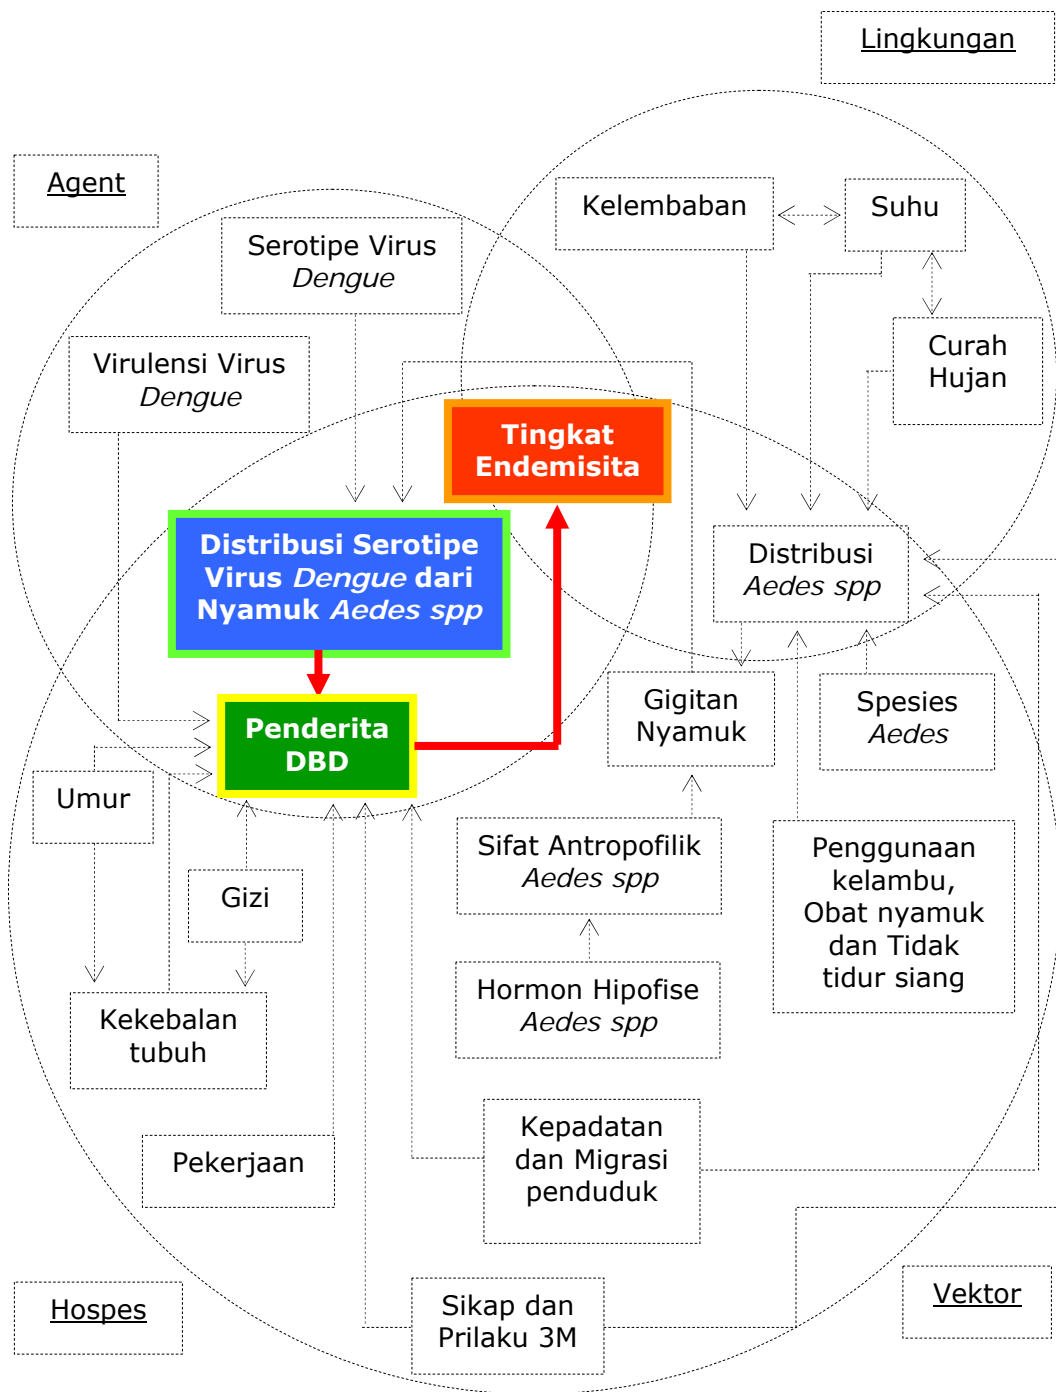 Lingkungan
Agent
Kelembaban
Suhu
Serotipe Virus
Dengue
Curah
Hujan
Virulensi Virus
Dengue
Tingkat
Endemisita
Distribusi Serotipe
Virus Dengue dari
Nyamuk Aedes spp
Distribusi
Aedes spp
Gigitan
Nyamuk
Spesies
Aedes
Penderita
DBD
Umur
Sifat Antropofilik
Aedes spp
Penggunaan
kelambu,
Obat nyamuk
dan Tidak
tidur siang
Gizi
Hormon Hipofise
Aedes spp
Kekebalan
tubuh
Kepadatan
dan Migrasi
penduduk
Pekerjaan
Hospes
Sikap dan
Prilaku 3M
Vektor